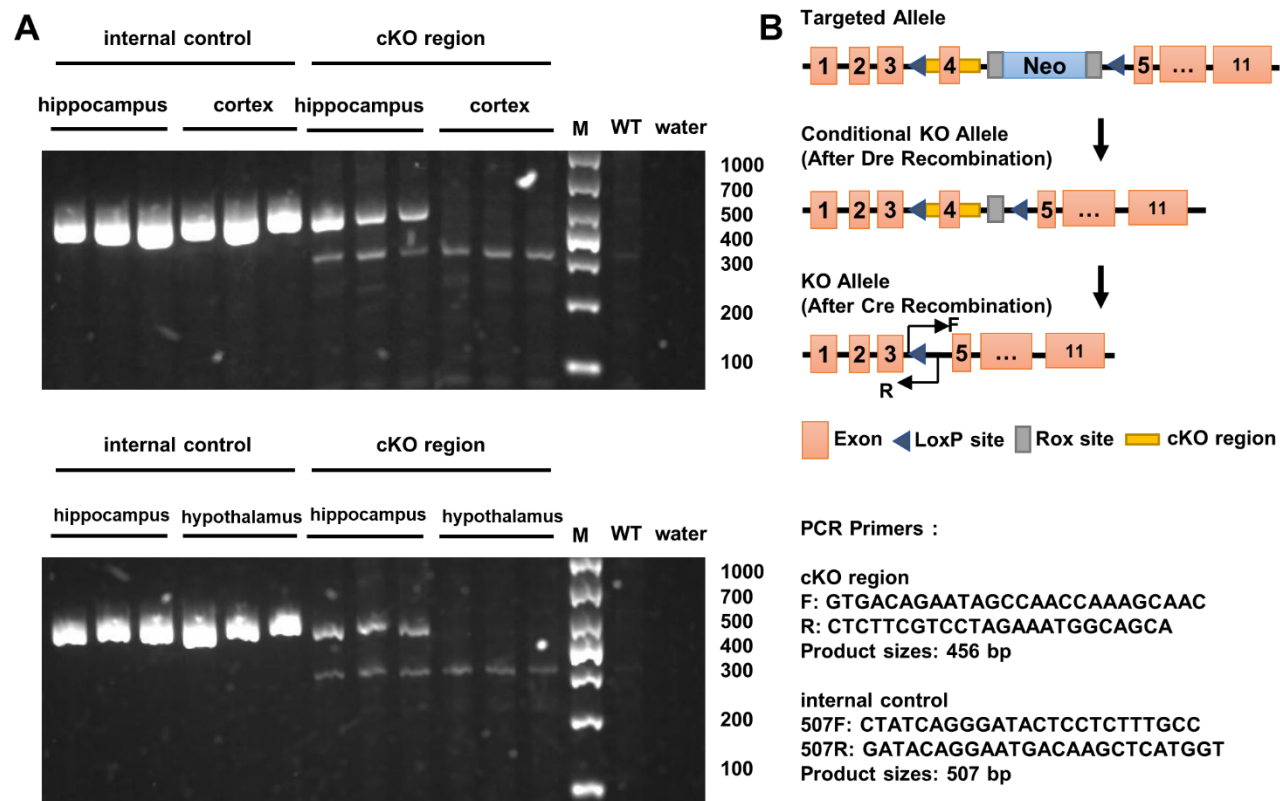 A
internal control
cKO region
hippocampus
cortex
hippocampus
cortex
M
WT
water
1000
700
500
400
300
200
100
internal control
cKO region
hippocampus
hypothalamus
hippocampus
hypothalamus
M
WT
water
1000
700
500
400
300
200
100
B
Targeted Allele
1 2 3 4 Neo 5 ... 11
Conditional KO Allele
(After Dre Recombination)
1 2 3 4 5 ... 11
KO Allele
(After Cre Recombination)
F
1 2 3 5 ... 11
R
Exon
LoxP site
Rox site
cKO region
PCR Primers :
cKO region
F: GTGACAGAATAGCCAACCAAAGCAAC
R: CTCTTCGTCCTAGAAATGGCAGCA
Product sizes: 456 bp
internal control
507F: CTATCAGGGATACTCCTCTTTGCC
507R: GATACAGGAATGACAAGCTCATGGT
Product sizes: 507 bp